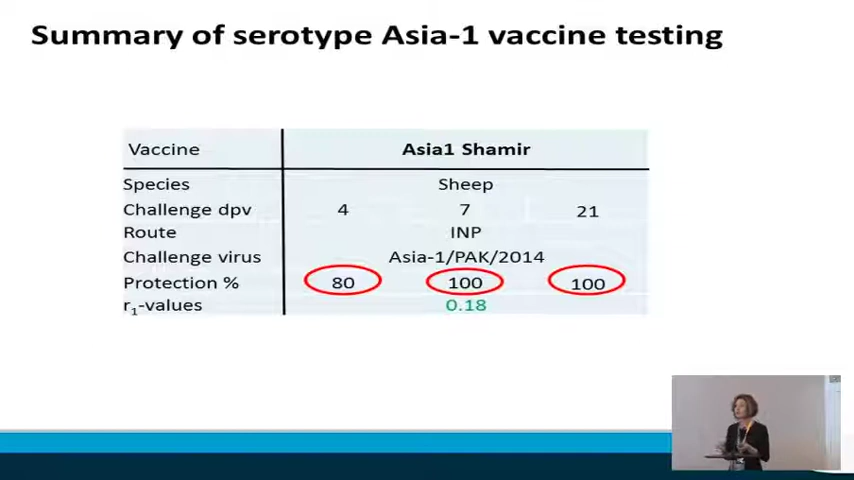 Summary of serotype Asia-1 vaccine testing
Vaccine Asia1 Shamir
Species Sheep
Challenge dpv 4 7 21
Route INP
Challenge virus Asia-1/PAK/2014
Protection % 80 100 100
r1-values 0.18